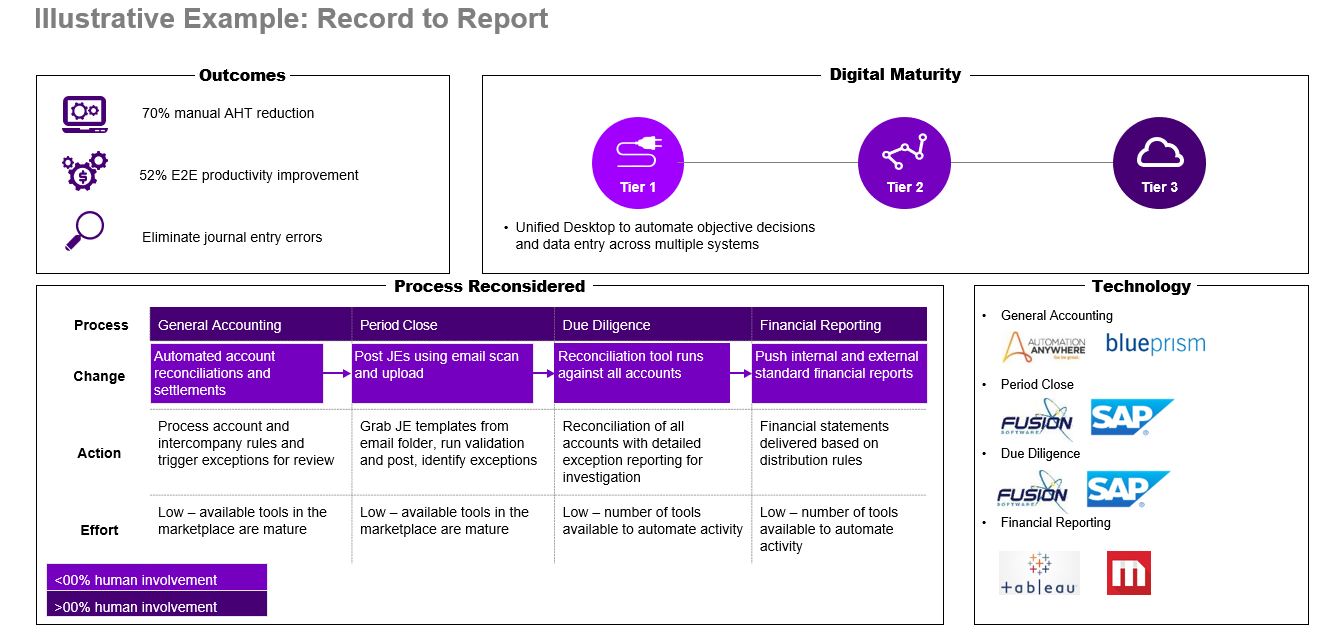 Illustrative Example: Record to Report
Outcomes
70% manual AHT reduction
52% E2E productivity improvement
Eliminate journal entry errors
Digital Maturity
Tier 1
Tier 2
Tier 3
• Unified Desktop to automate objective decisions
and data entry across multiple systems
Process Reconsidered
Process
General Accounting
Period Close
Due Diligence
Financial Reporting
Change
Automated account
reconciliations and
settlements
Post JEs using email scan
and upload
Reconciliation tool runs
against all accounts
Push internal and external
standard financial reports
Action
Process account and
intercompany rules and
trigger exceptions for review
Grab JE templates from
email folder, run validation
and post, identify exceptions
Reconciliation of all
accounts with detailed
exception reporting for
investigation
Financial statements
delivered based on
distribution rules
Effort
Low – available tools in the
marketplace are mature
Low – available tools in the
marketplace are mature
Low – number of tools
available to automate activity
Low – number of tools
available to automate
activity
<00% human involvement
>00% human involvement
Technology
• General Accounting
AUTOMATION
ANYWHERE
blueprism
• Period Close
FUSION
SOFTWARE
SAP
• Due Diligence
FUSION
SOFTWARE
SAP
• Financial Reporting
+ableau
m